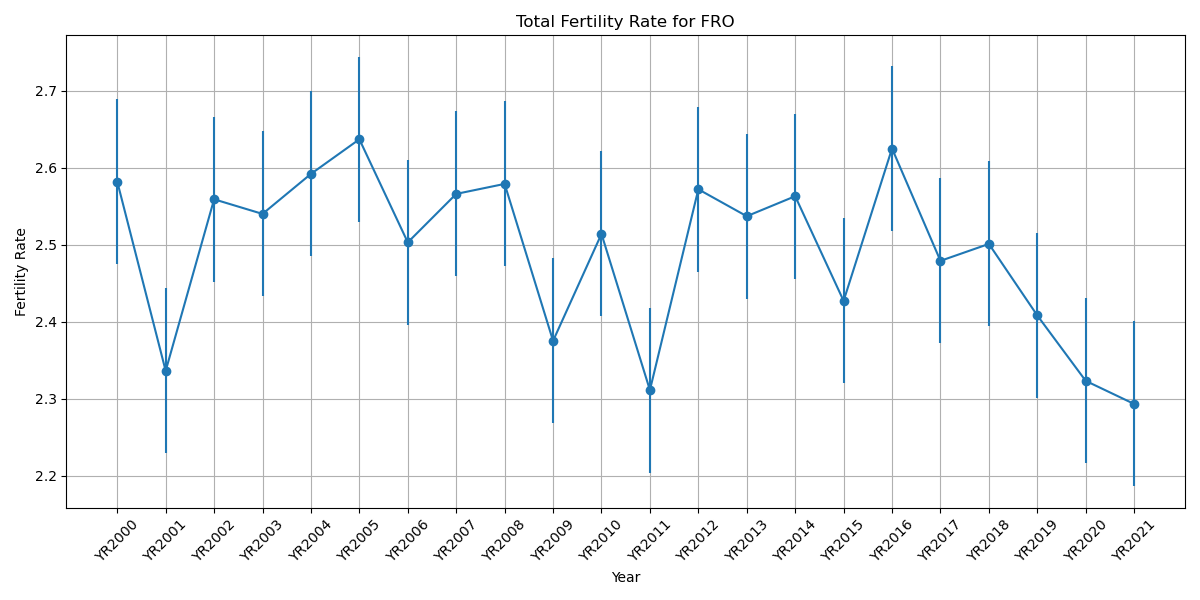 Total Fertility Rate for FRO
Fertility Rate
2.7
2.6
2.5
2.4
2.3
2.2
YR2000
YR2001
YR2002
YR2003
YR2004
YR2005
YR2006
YR2007
YR2008
YR2009
YR2010
YR2011
YR2012
YR2013
YR2014
YR2015
YR2016
YR2017
YR2018
YR2019
YR2020
YR2021
Year